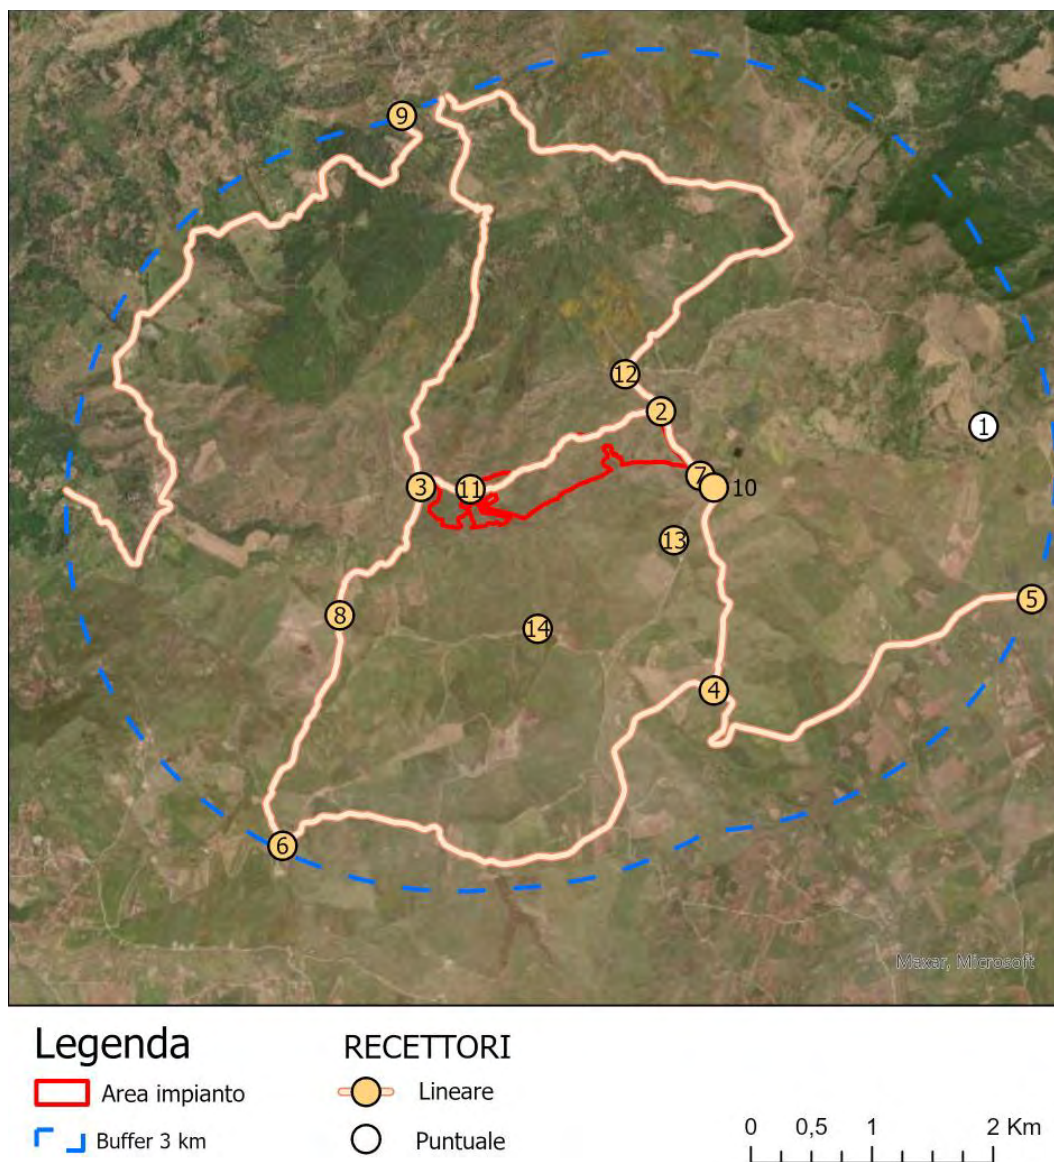 9
12
2
1
3
11
7
10
13
5
8
14
4
6
Maxar, Microsoft
Legenda
RECETTORI
Area impianto
Lineare
Buffer 3 km
Puntuale
0 0,5 1 2 Km